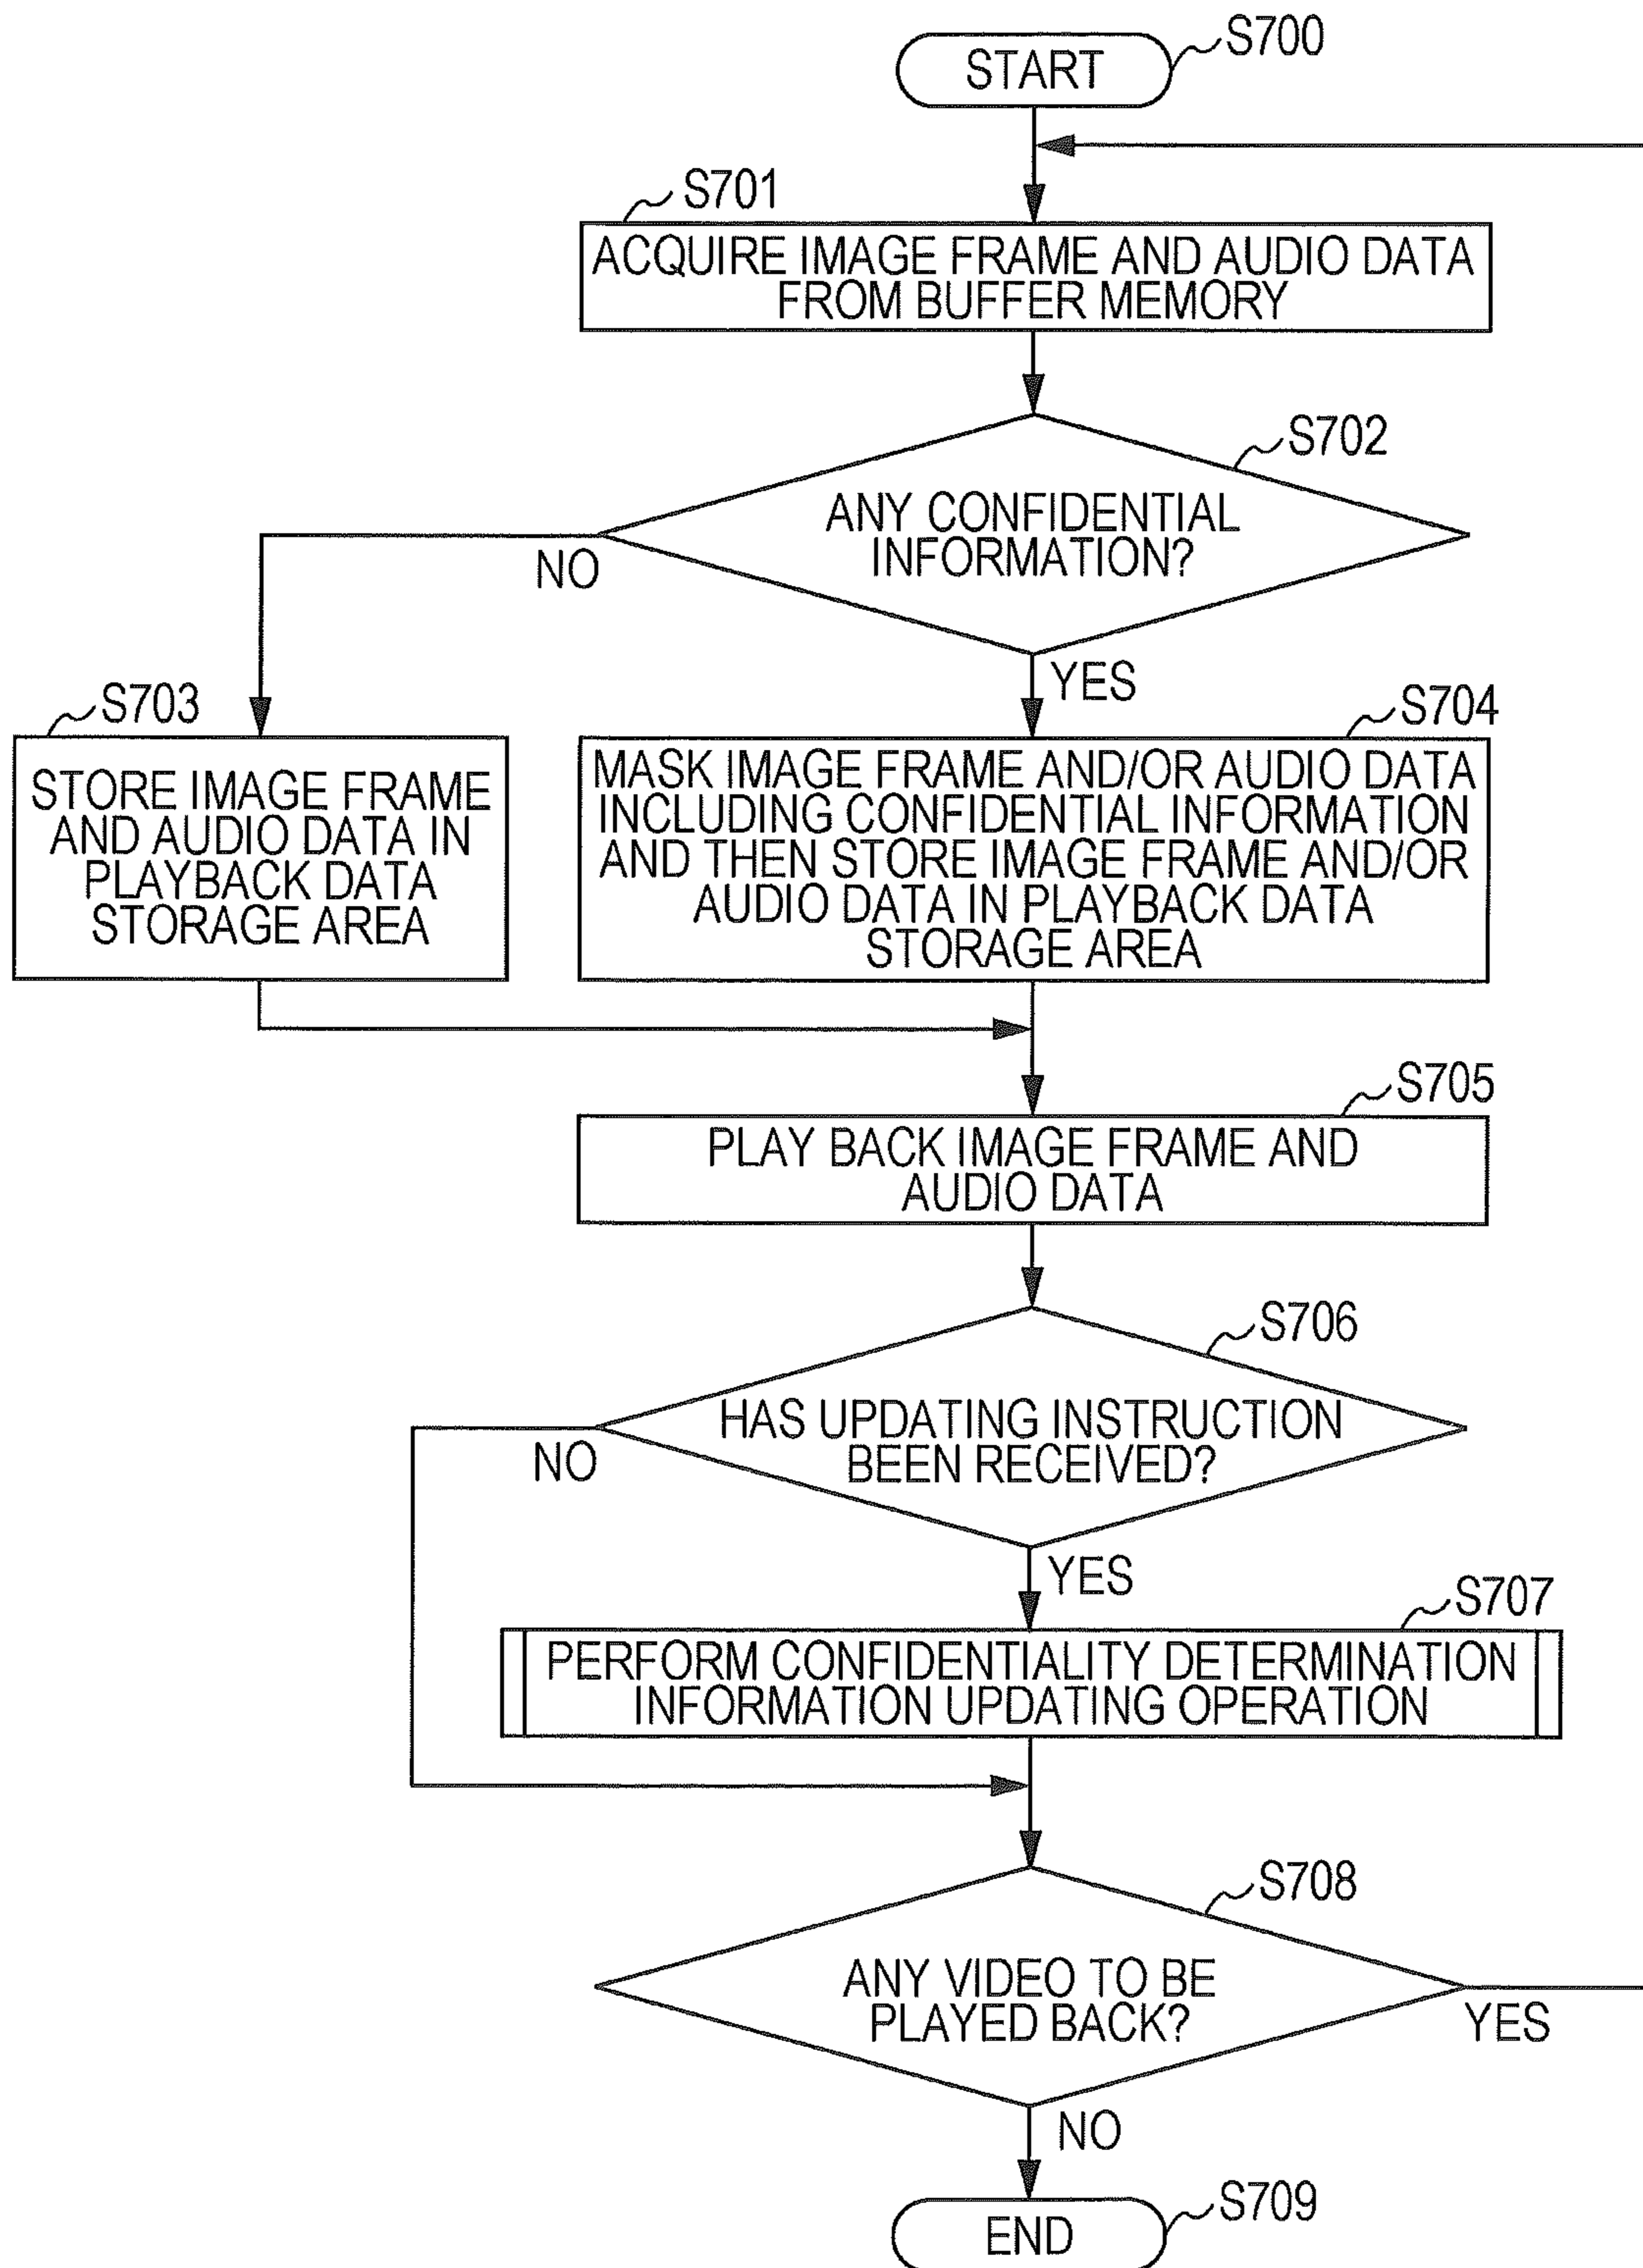 S700
START
S701
ACQUIRE IMAGE FRAME AND AUDIO DATA
FROM BUFFER MEMORY
S702
ANY CONFIDENTIAL
INFORMATION?
NO
YES
S703
STORE IMAGE FRAME
AND AUDIO DATA IN
PLAYBACK DATA
STORAGE AREA
S704
MASK IMAGE FRAME AND/OR AUDIO DATA
INCLUDING CONFIDENTIAL INFORMATION
AND THEN STORE IMAGE FRAME AND/OR
AUDIO DATA IN PLAYBACK DATA
STORAGE AREA
S705
PLAY BACK IMAGE FRAME AND
AUDIO DATA
S706
HAS UPDATING INSTRUCTION
BEEN RECEIVED?
NO
YES
S707
PERFORM CONFIDENTIALITY DETERMINATION
INFORMATION UPDATING OPERATION
S708
ANY VIDEO TO BE
PLAYED BACK?
YES
NO
S709
END